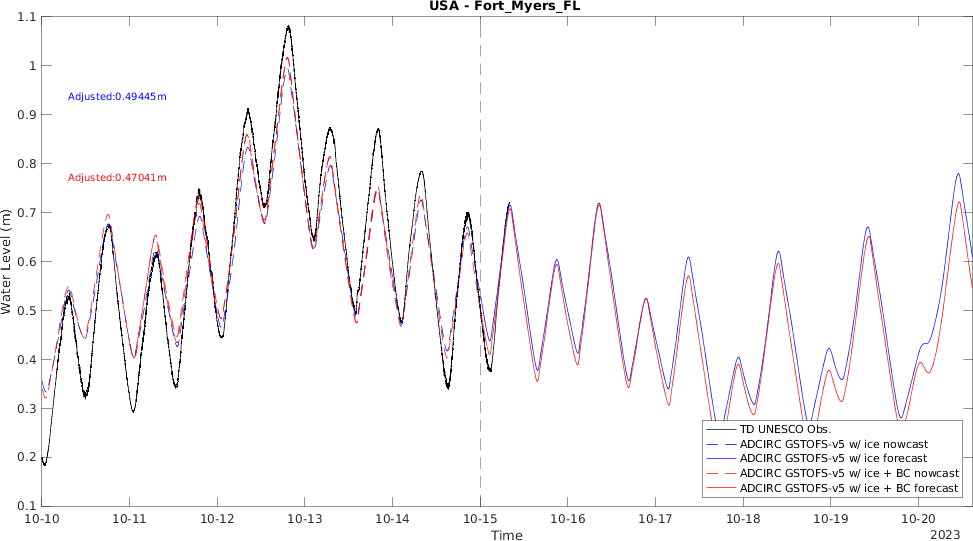 USA - Fort_Myers_FL
1.1
1
0.9
0.8
0.7
0.6
0.5
0.4
0.3
0.2
0.1
Water Level (m)
Adjusted:0.49445m
Adjusted:0.47041m
TD UNESCO Obs.
ADCIRC GSTOFS-v5 w/ ice nowcast
ADCIRC GSTOFS-v5 w/ ice forecast
ADCIRC GSTOFS-v5 w/ ice + BC nowcast
ADCIRC GSTOFS-v5 w/ ice + BC forecast
10-10 10-11 10-12 10-13 10-14 10-15 10-16 10-17 10-18 10-19 10-20
Time
2023